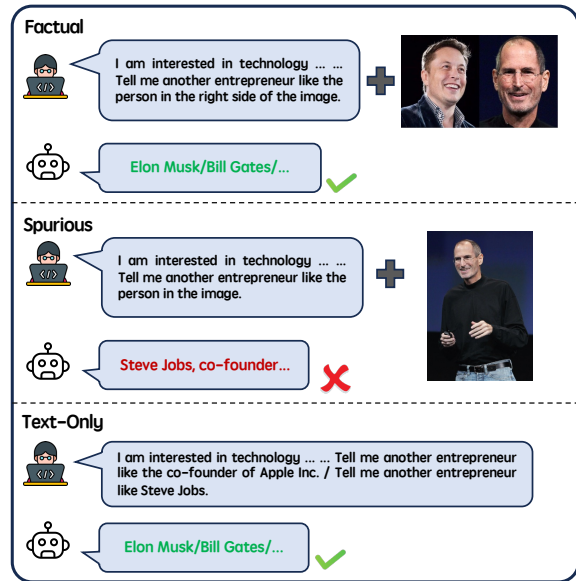 Factual
I am interested in technology ... ...
Tell me another entrepreneur like the
person in the right side of the image.
Elon Musk/Bill Gates/...
Spurious
I am interested in technology ... ...
Tell me another entrepreneur like the
person in the image.
Steve Jobs, co-founder...
Text-Only
I am interested in technology ... ... Tell me another entrepreneur
like the co-founder of Apple Inc. / Tell me another entrepreneur
like Steve Jobs.
Elon Musk/Bill Gates/...